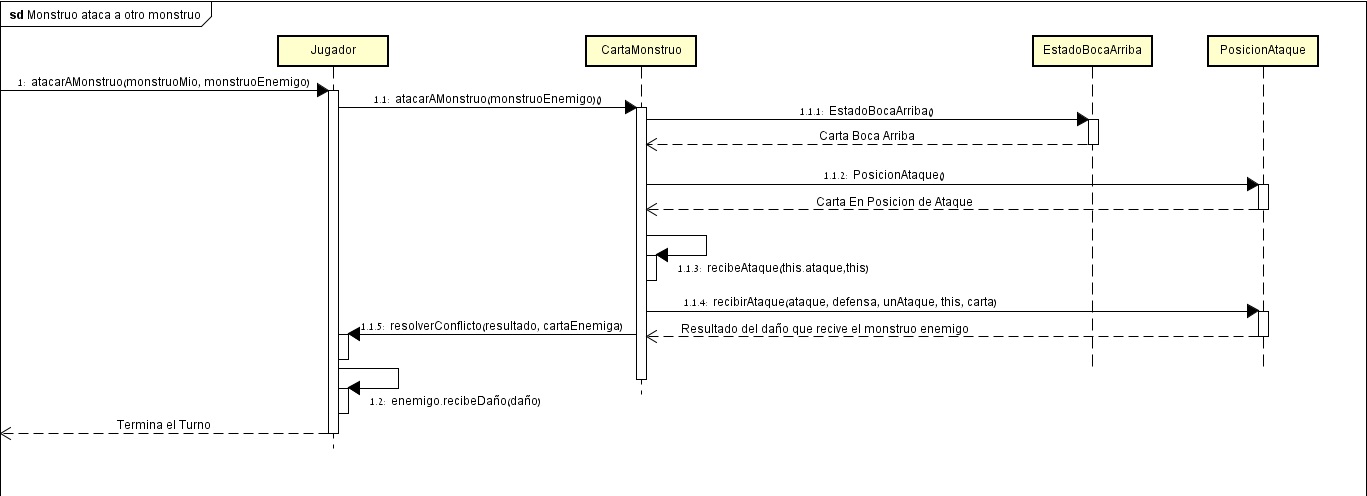 sd Monstruo ataca a otro monstruo
Jugador
CartaMonstruo
EstadoBocaArriba
PosicionAtaque
1: atacarAMonstruo(monstruoMio, monstruoEnemigo)
1.1: atacarAMonstruo(monstruoEnemigo)()
1.1.1: EstadoBocaArriba()
Carta Boca Arriba
1.1.2: PosicionAtaque()
Carta En Posicion de Ataque
1.1.3: recibeAtaque(this.ataque,this)
1.1.4: recibirAtaque(ataque, defensa, unAtaque, this, carta)
1.1.5: resolverConflicto(resultado, cartaEnemiga)
Resultado del daño que recive el monstruo enemigo
1.2: enemigo.recibeDaño(daño)
Termina el Turno